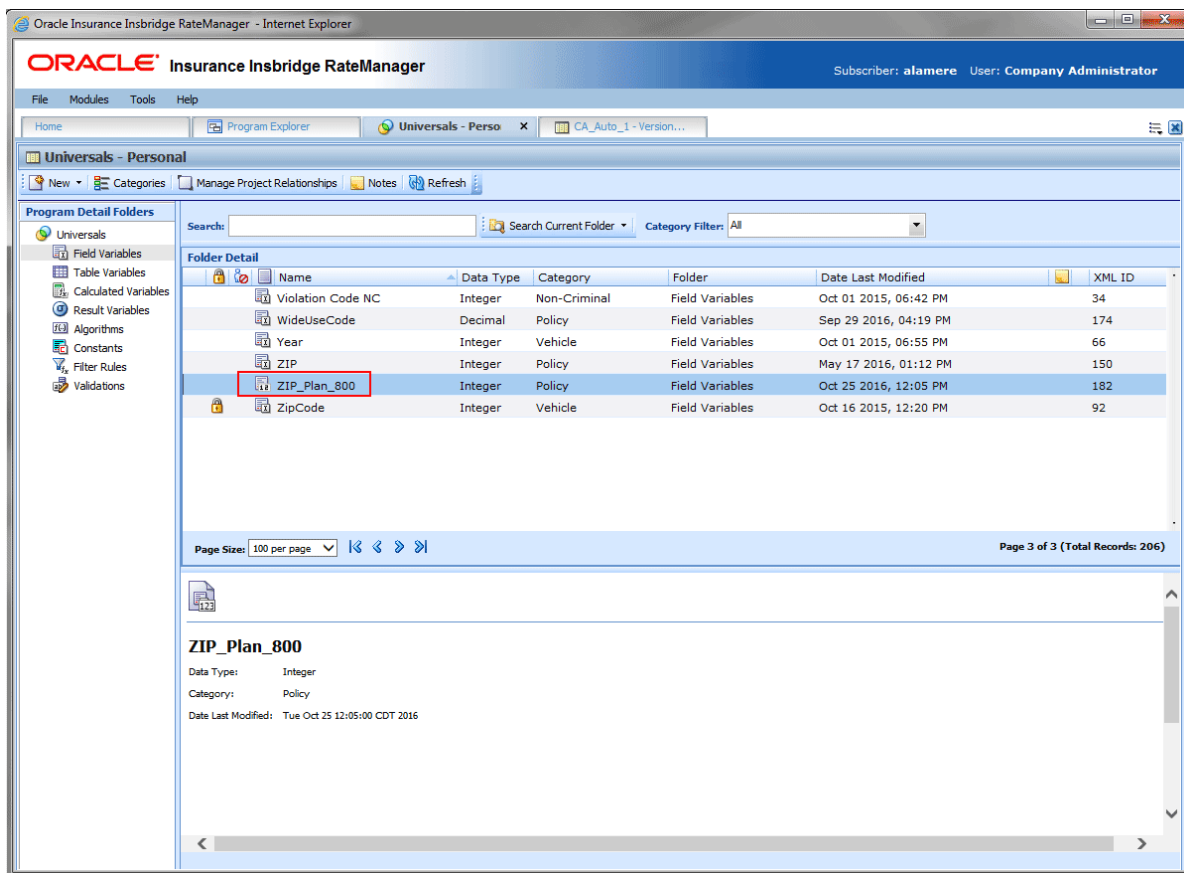 Oracle Insurance Insbridge RateManager - Internet Explorer
ORACLE Insurance Insbridge RateManager
Subscriber: alamere User: Company Administrator
File Modules Tools Help
Home Program Explorer Universals - Perso x CA_Auto_1 - Version...
Universals - Personal
New Categories Manage Project Relationships Notes Refresh
Program Detail Folders
Universals
Field Variables
Table Variables
Calculated Variables
Result Variables
Algorithms
Constants
Filter Rules
Validations
Search: Search Current Folder Category Filter: All
Folder Detail
Name Data Type Category Folder Date Last Modified XML ID
Violation Code NC Integer Non-Criminal Field Variables Oct 01 2015, 06:42 PM 34
WideUseCode Decimal Policy Field Variables Sep 29 2016, 04:19 PM 174
Year Integer Vehicle Field Variables Oct 01 2015, 06:55 PM 66
ZIP Integer Policy Field Variables May 17 2016, 01:12 PM 150
ZIP_Plan_800 Integer Policy Field Variables Oct 25 2016, 12:05 PM 182
ZipCode Integer Vehicle Field Variables Oct 16 2015, 12:20 PM 92
Page Size: 100 per page Page 3 of 3 (Total Records: 206)
123
ZIP_Plan_800
Data Type: Integer
Category: Policy
Date Last Modified: Tue Oct 25 12:05:00 CDT 2016